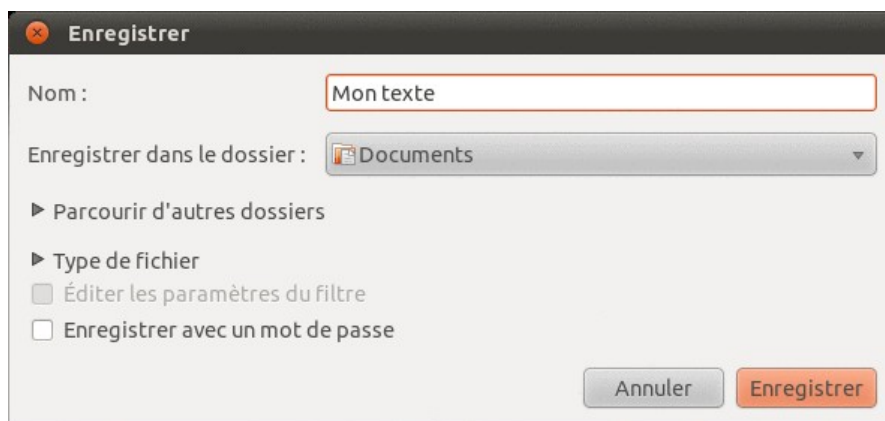 Enregistrer
Nom :
Mon texte
Enregistrer dans le dossier :
Documents
Parcourir d'autres dossiers
Type de fichier
Éditer les paramètres du filtre
Enregistrer avec un mot de passe
Annuler
Enregistrer